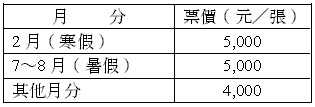 月　　分　票價（元／張）
2月（寒假）　5,000
7～8月（暑假）　5,000
其他月分　4,000